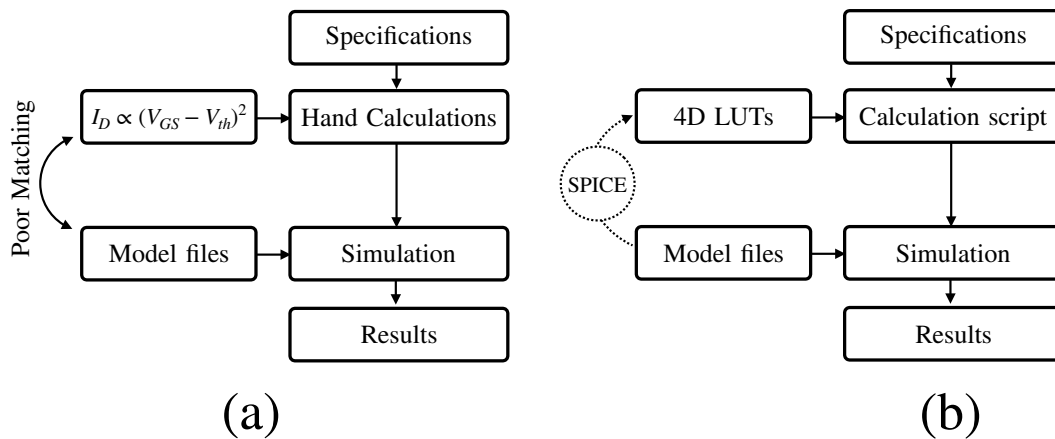 Specifications
I_D ∝ (V_GS − V_th)^2
Hand Calculations
Poor Matching
Model files
Simulation
Results
(a)
Specifications
4D LUTs
Calculation script
SPICE
Model files
Simulation
Results
(b)